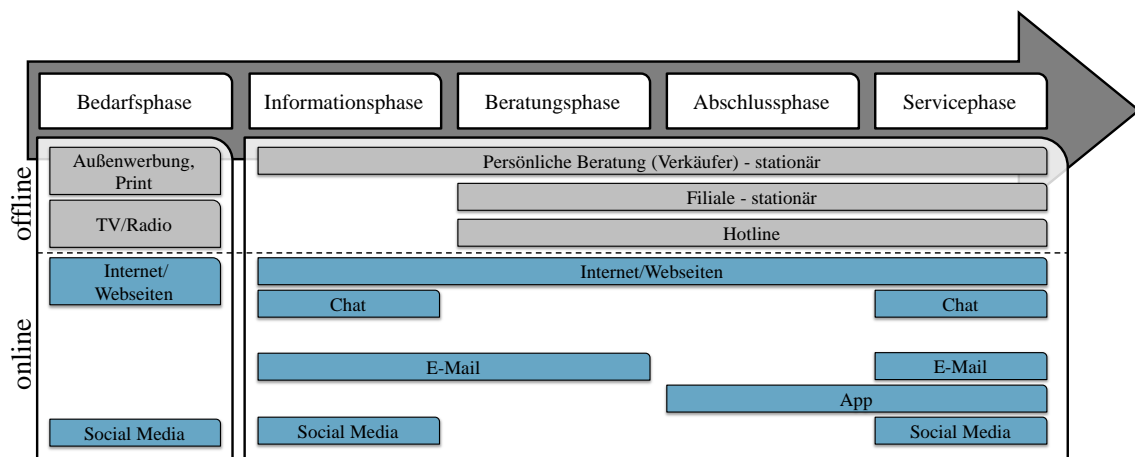 Bedarfsphase
Informationsphase
Beratungsphase
Abschlussphase
Servicephase
offline
Außenwerbung,
Print
TV/Radio
Persönliche Beratung (Verkäufer) - stationär
Filiale - stationär
Hotline
online
Internet/
Webseiten
Internet/Webseiten
Chat
Chat
E-Mail
E-Mail
App
Social Media
Social Media
Social Media